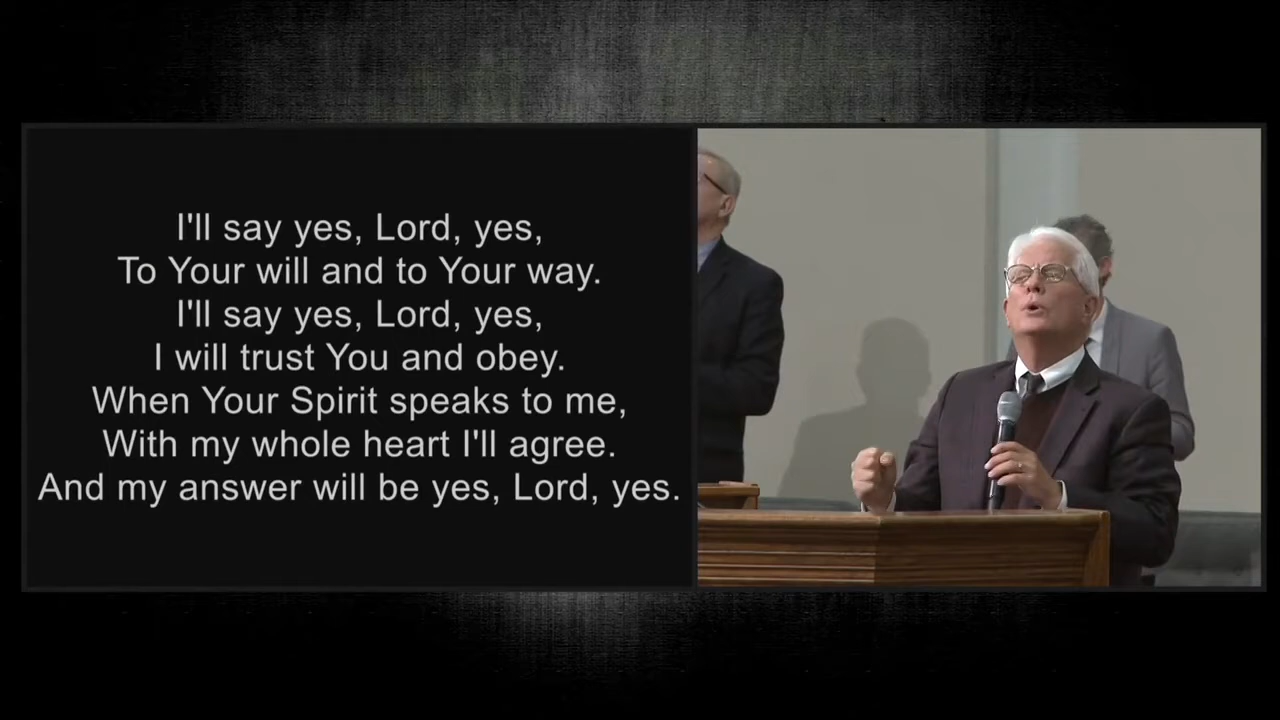 I'll say yes, Lord, yes,
To Your will and to Your way.
I'll say yes, Lord, yes,
I will trust You and obey.
When Your Spirit speaks to me,
With my whole heart I'll agree.
And my answer will be yes, Lord, yes.